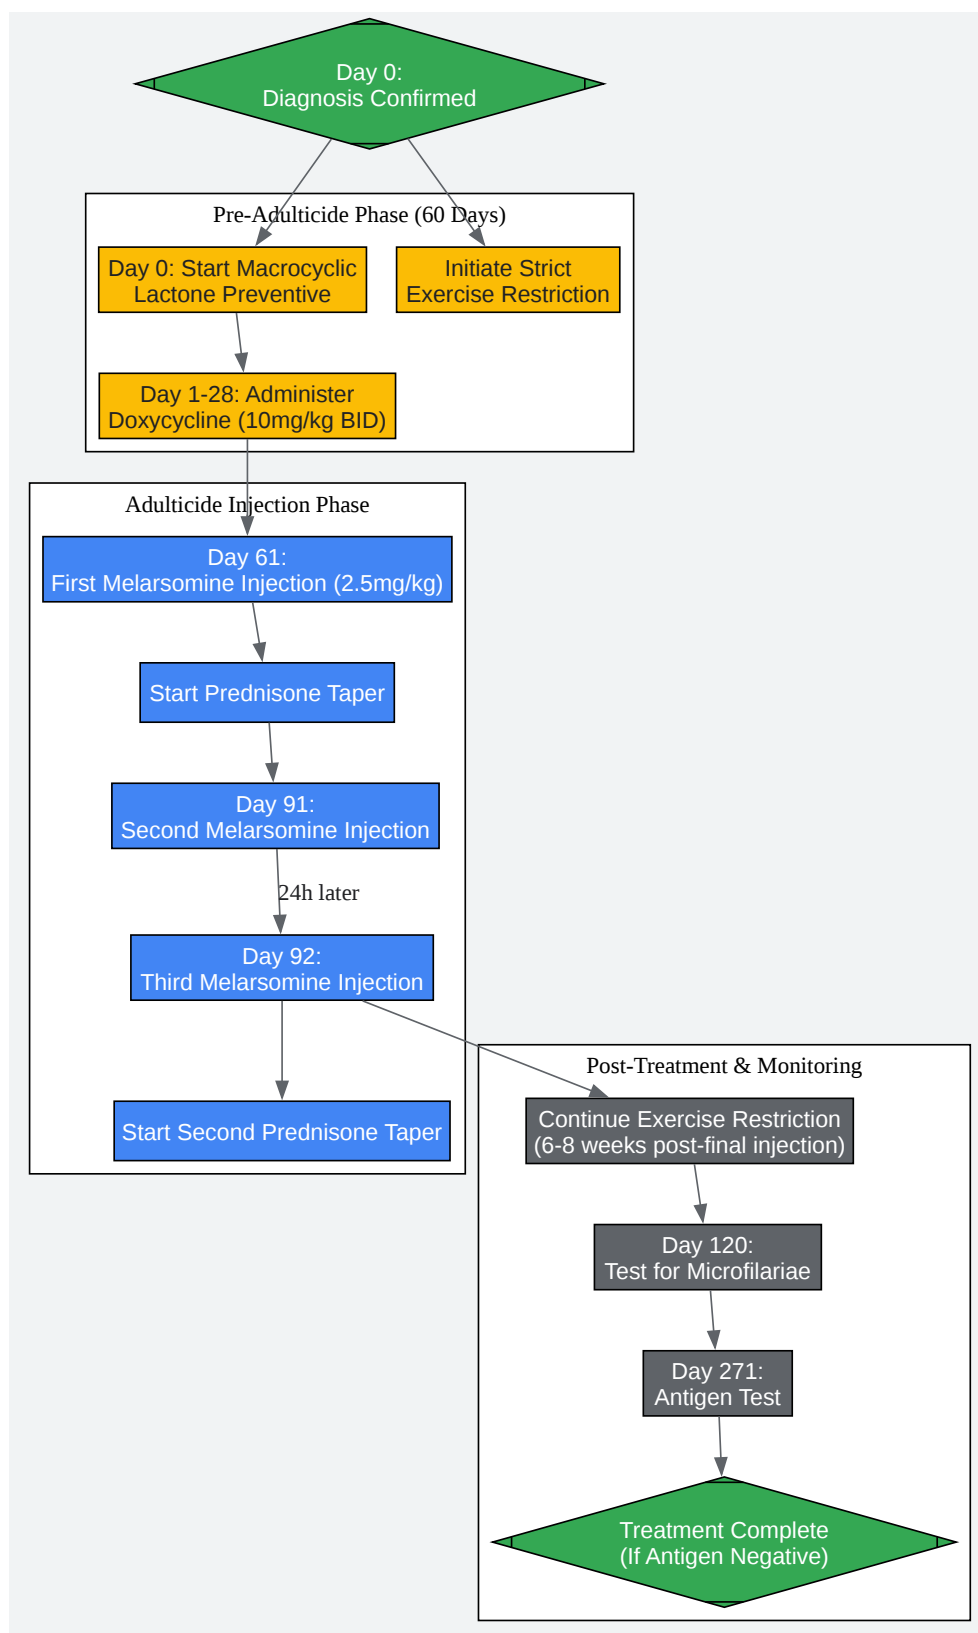 Day 0:
Diagnosis Confirmed
Pre-Adulticide Phase (60 Days)
Day 0: Start Macrocyclic
Lactone Preventive
Initiate Strict
Exercise Restriction
Day 1-28: Administer
Doxycycline (10mg/kg BID)
Adulticide Injection Phase
Day 61:
First Melarsomine Injection (2.5mg/kg)
Start Prednisone Taper
Day 91:
Second Melarsomine Injection
24h later
Day 92:
Third Melarsomine Injection
Start Second Prednisone Taper
Post-Treatment & Monitoring
Continue Exercise Restriction
(6-8 weeks post-final injection)
Day 120:
Test for Microfilariae
Day 271:
Antigen Test
Treatment Complete
(If Antigen Negative)